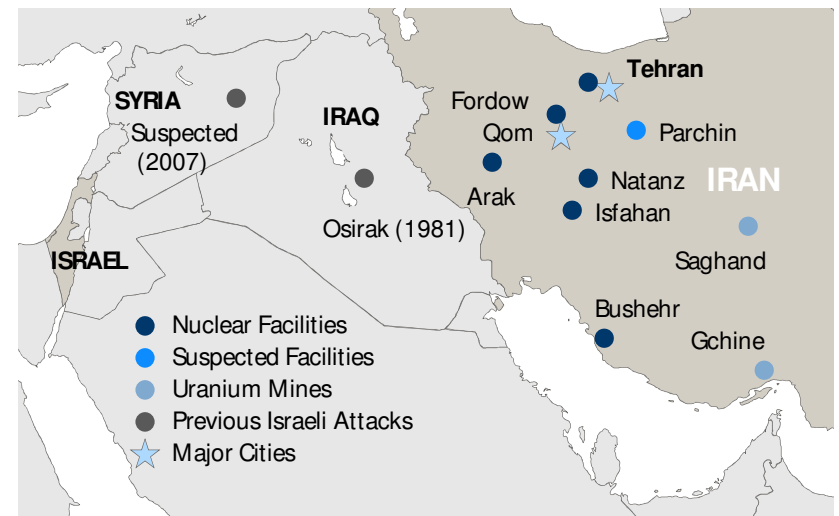 Tehran
Fordow
SYRIA
IRAQ
Suspected
(2007)
Qom
Parchin
Arak
Natanz
IRAN
Isfahan
Osirak (1981)
ISRAEL
Saghand
Bushehr
Gchine
Nuclear Facilities
Suspected Facilities
Uranium Mines
Previous Israeli Attacks
Major Cities